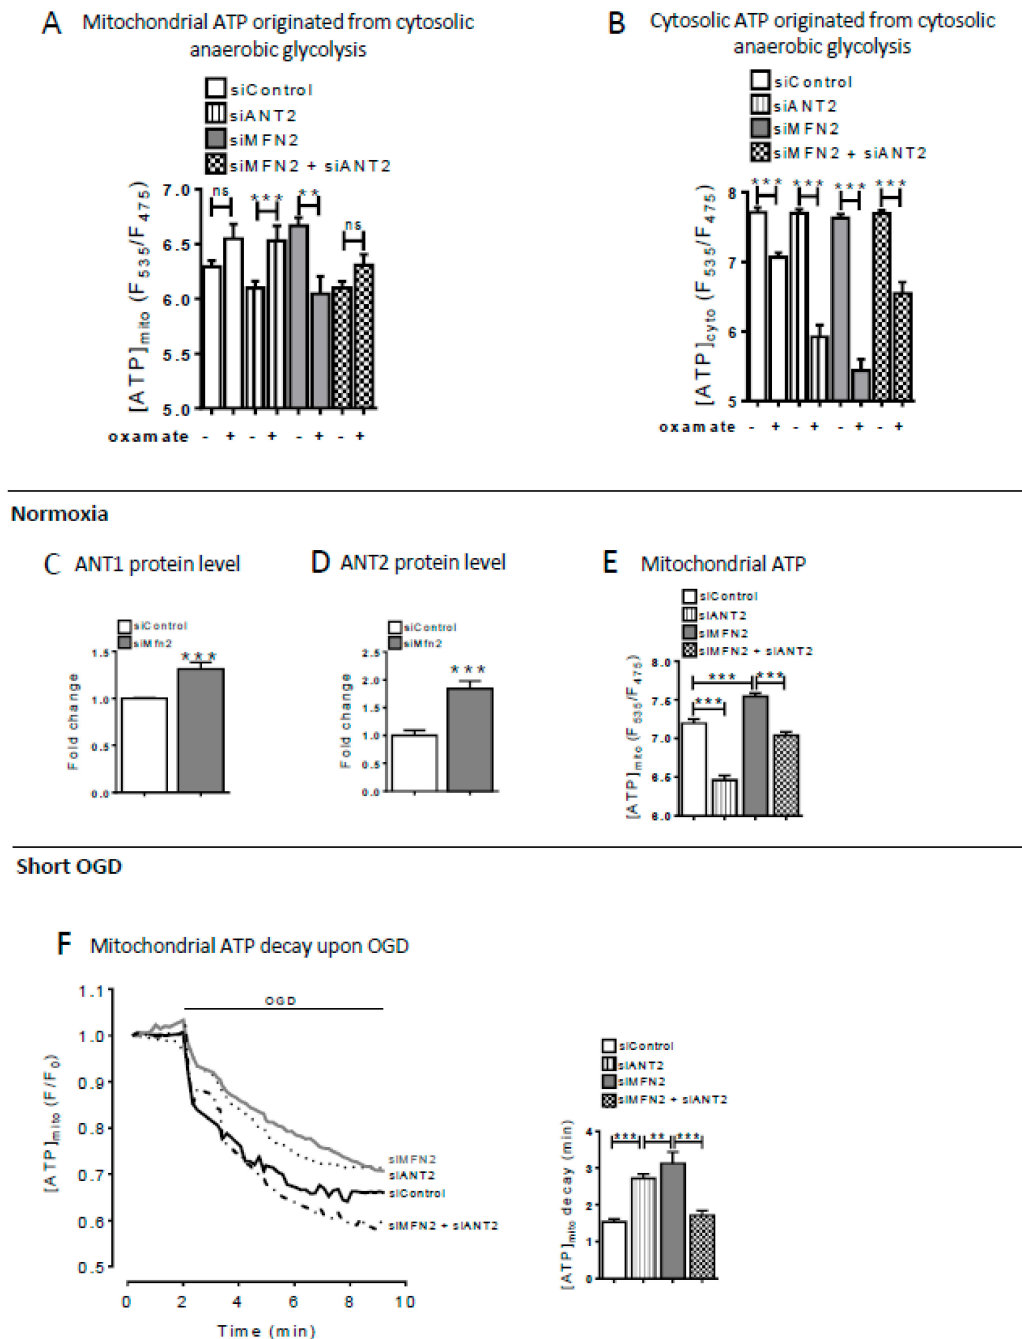 A Mitochondrial ATP originated from cytosolic
anaerobic glycolysis
siControl
siANT2
siMFN2
siMFN2 + siANT2
[ATP]mito (F535/F475)
7.0
6.5
6.0
5.5
5.0
ns
***
**
ns
oxamate - + - + - + - +
B Cytosolic ATP originated from cytosolic
anaerobic glycolysis
siControl
siANT2
siMFN2
siMFN2 + siANT2
[ATP]cyto (F535/F475)
8
7
6
5
***
***
***
***
oxamate - + - + - + - +
Normoxia
C ANT1 protein level
siControl
siMfn2
Fold change
1.5
1.0
0.5
0.0
***
D ANT2 protein level
siControl
siMfn2
Fold change
2.5
2.0
1.5
1.0
0.5
0.0
***
E Mitochondrial ATP
siControl
siANT2
siMFN2
siMFN2 + siANT2
[ATP]mito (F535/F475)
8.0
7.5
7.0
6.5
6.0
***
***
***
Short OGD
F Mitochondrial ATP decay upon OGD
[ATP]mito (F/F0)
1.1
1.0
0.9
0.8
0.7
0.6
0.5
OGD
siMFN2
siANT2
siControl
siMFN2 + siANT2
0 2 4 6 8 10
Time (min)
siControl
siANT2
siMFN2
siMFN2 + siANT2
[ATP]mito decay (min)
4
3
2
1
0
***
**
***